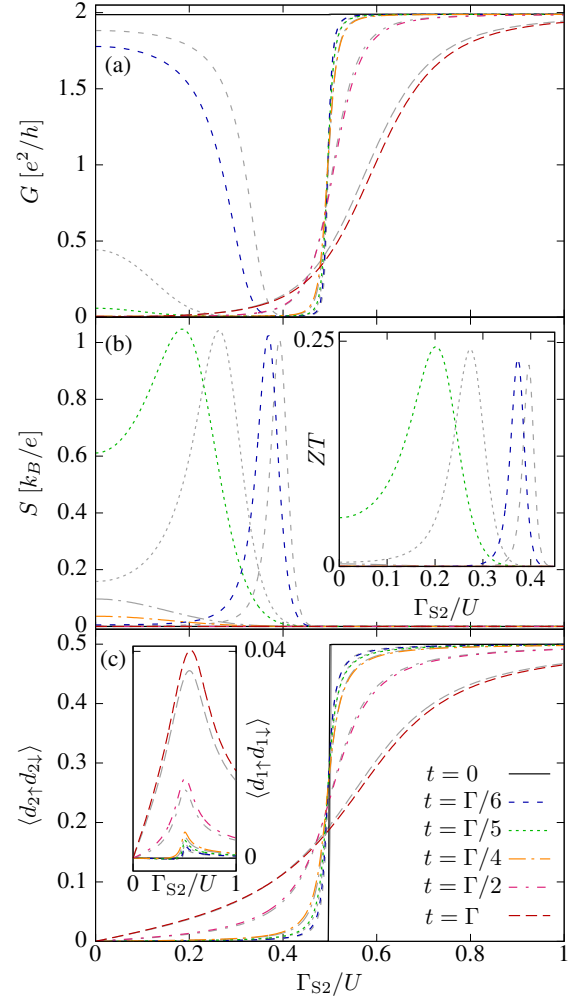 2
1.5
1
0.5
0
G [e²/h]
(a)
1
0.8
0.6
0.4
0.2
0
S [k_B/e]
(b)
0.25
0
ZT
0 0.1 0.2 0.3 0.4
Γ_S2/U
0.5
0.4
0.3
0.2
0.1
0
⟨d_2↑d_2↓⟩
(c)
0.04
0
⟨d_1↑d_1↓⟩
0 Γ_S2/U 1
t = 0
t = Γ/6
t = Γ/5
t = Γ/4
t = Γ/2
t = Γ
0 0.2 0.4 0.6 0.8 1
Γ_S2/U